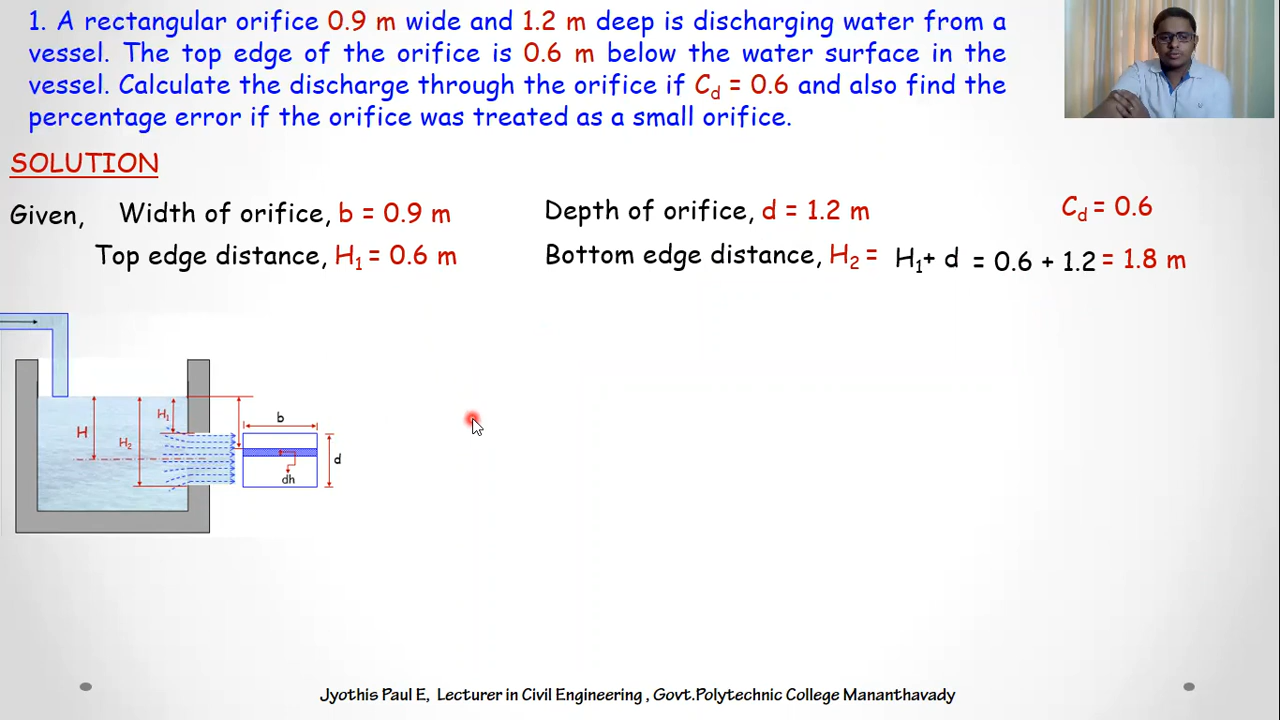 1. A rectangular orifice 0.9 m wide and 1.2 m deep is discharging water from a
vessel. The top edge of the orifice is 0.6 m below the water surface in the
vessel. Calculate the discharge through the orifice if Cd = 0.6 and also find the
percentage error if the orifice was treated as a small orifice.
SOLUTION
Given, Width of orifice, b = 0.9 m Depth of orifice, d = 1.2 m Cd = 0.6
Top edge distance, H1 = 0.6 m Bottom edge distance, H2 = H1+ d = 0.6 + 1.2 = 1.8 m
H1
b
H
H2
d
dh
Jyothis Paul E, Lecturer in Civil Engineering , Govt.Polytechnic College Mananthavady